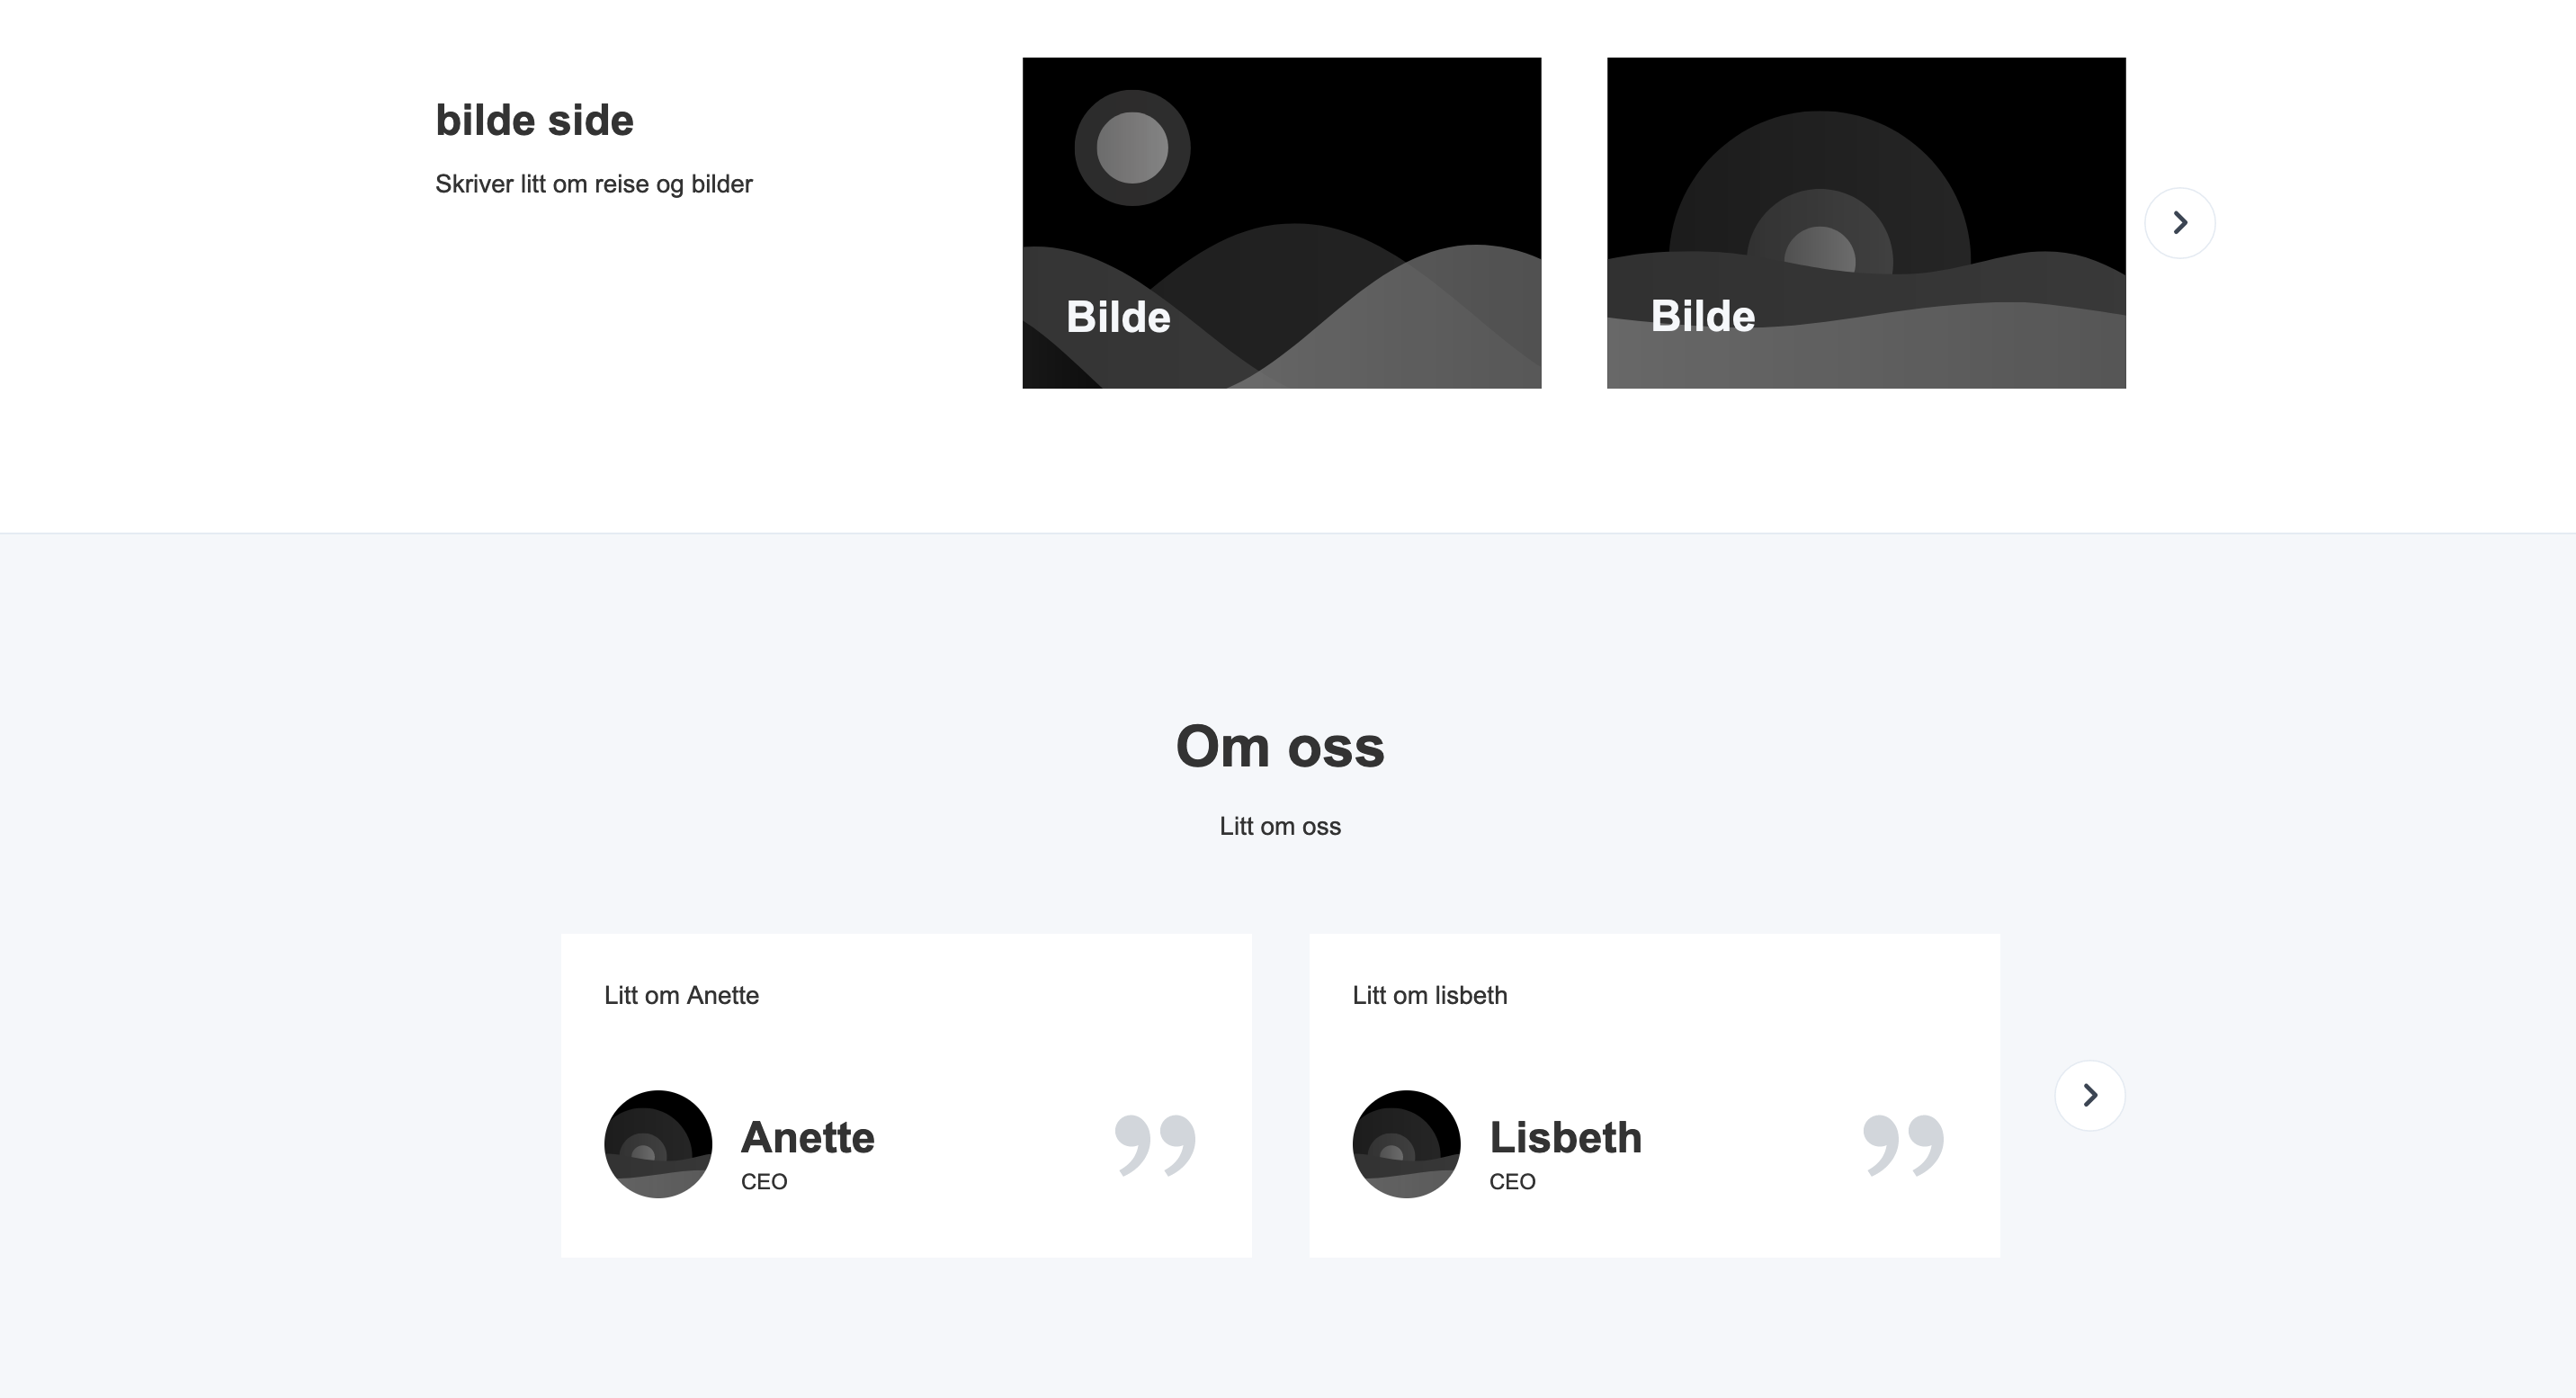 bilde side
Skriver litt om reise og bilder
Bilde
Bilde
Om oss
Litt om oss
Litt om Anette
Anette
CEO
Litt om lisbeth
Lisbeth
CEO